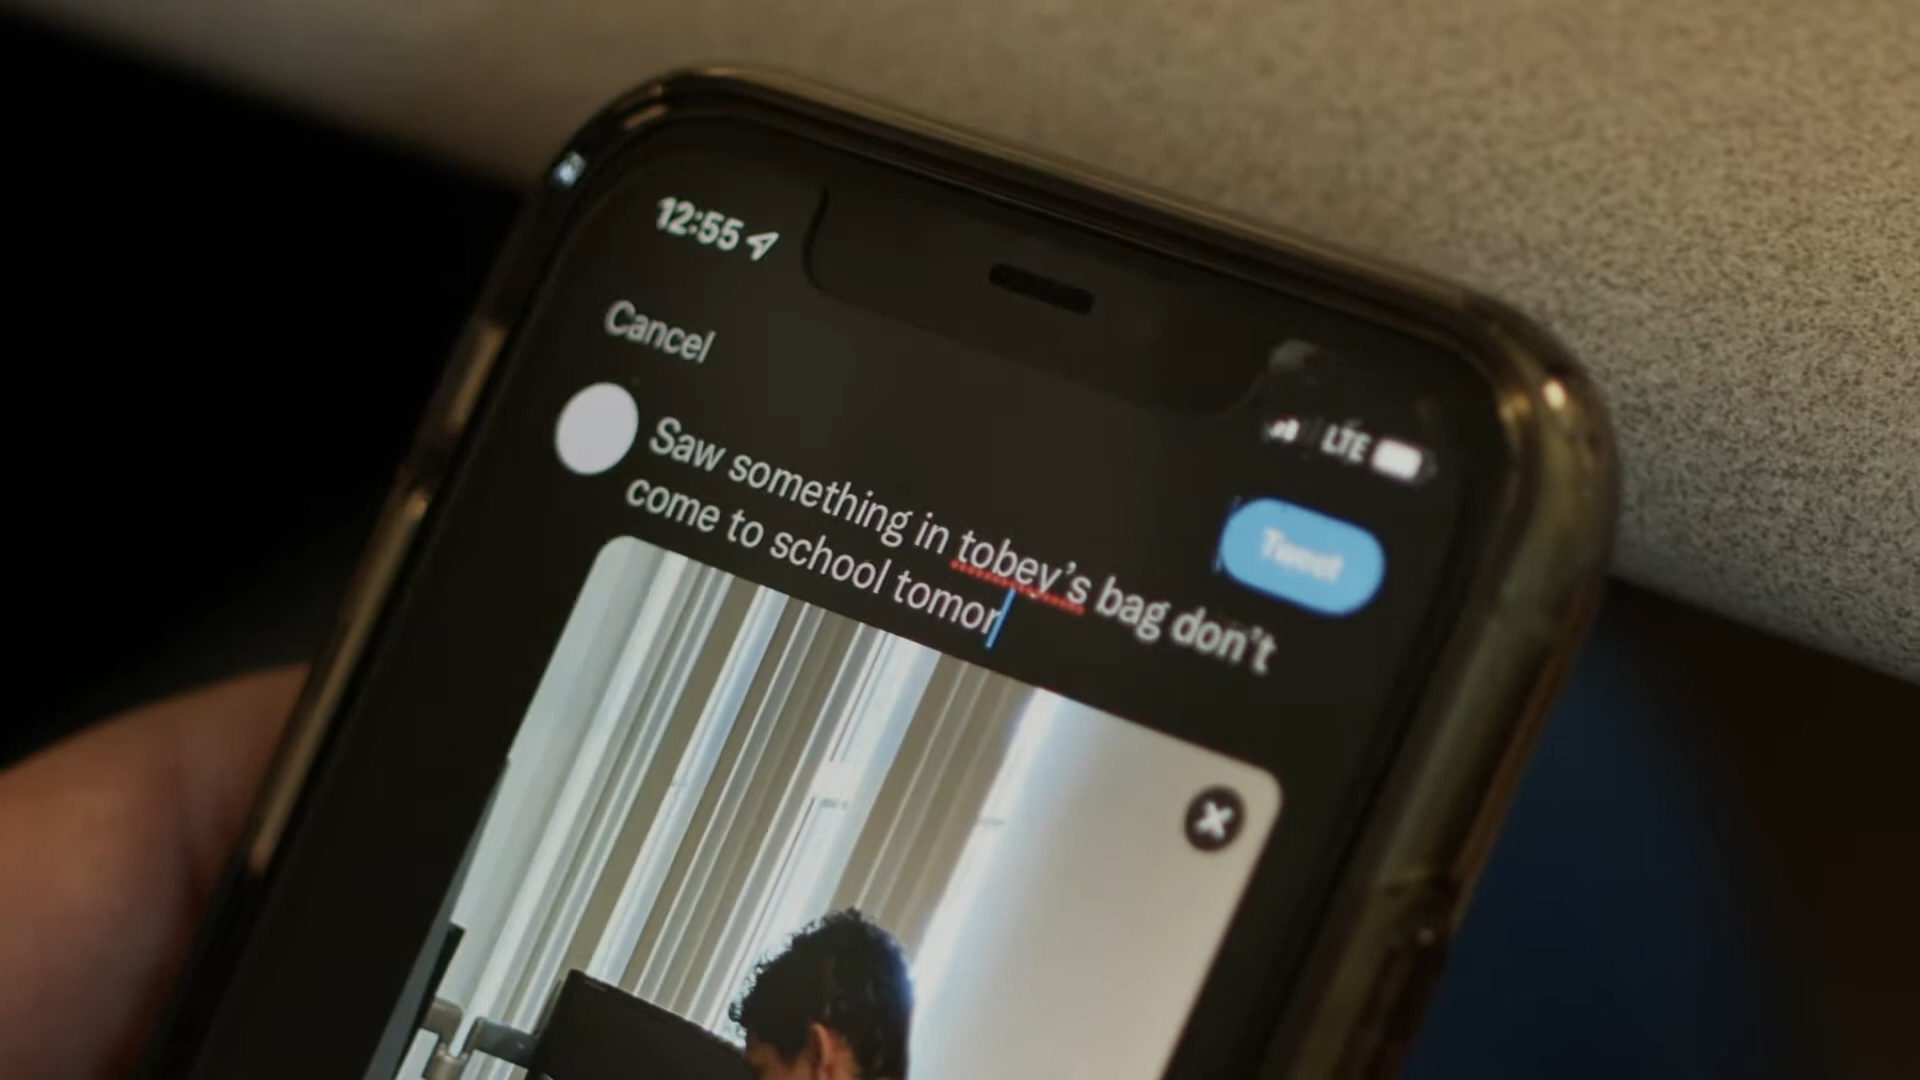 12:55
LTE
Cancel
Tweet
Saw something in tobey's bag don't
come to school tomor